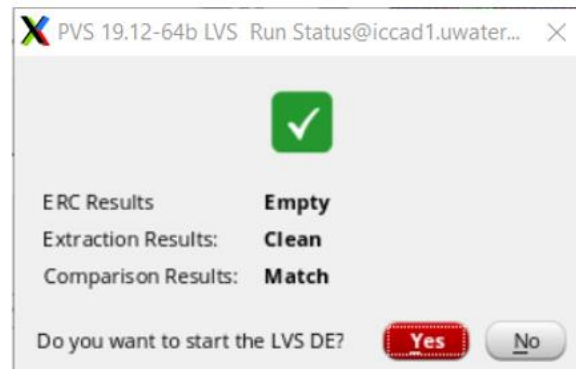 PVS 19.12-64b LVS Run Status@iccad1.uwater...
ERC Results Empty
Extraction Results: Clean
Comparison Results: Match
Do you want to start the LVS DE? Yes No